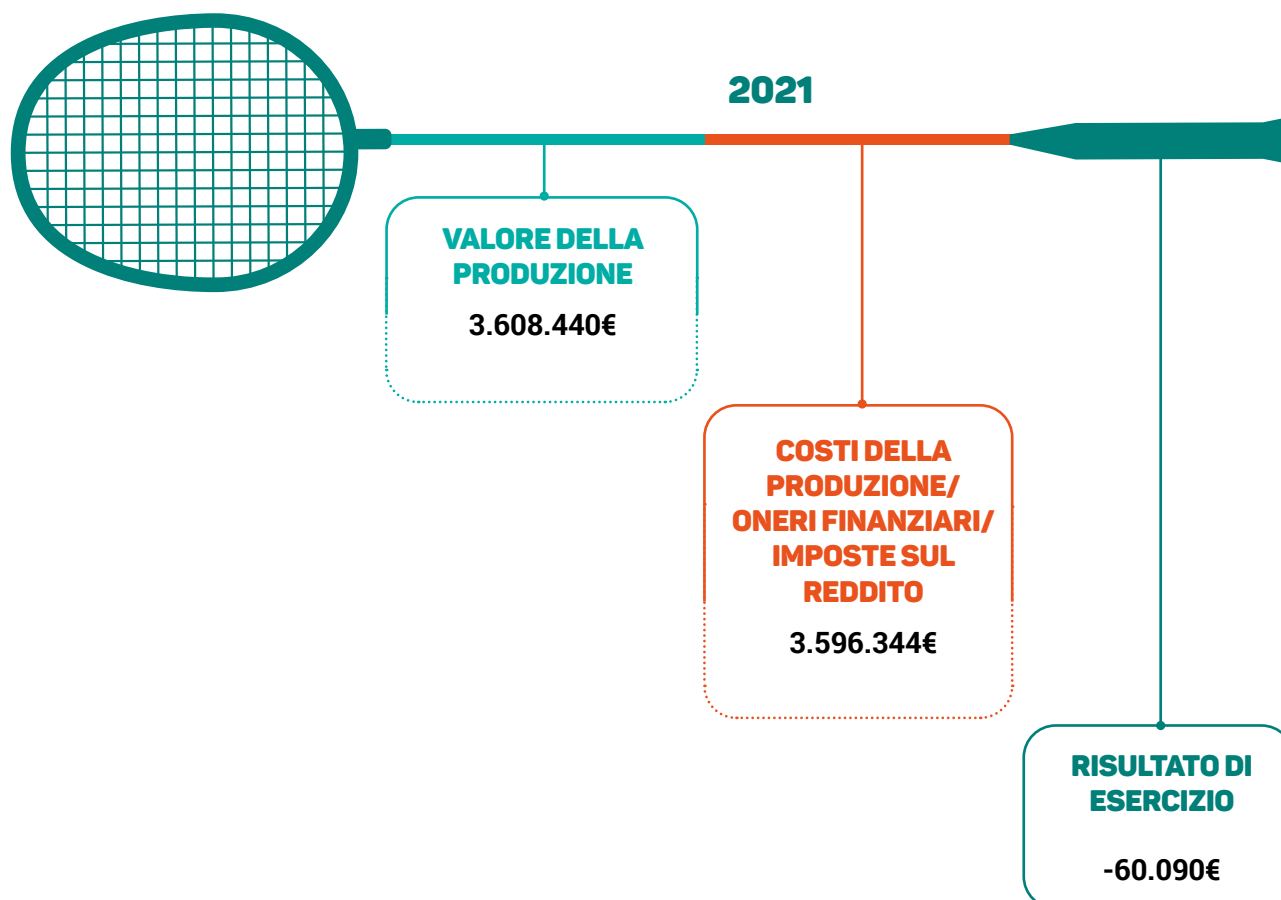 2021
VALORE DELLA
PRODUZIONE
3.608.440€
COSTI DELLA
PRODUZIONE/
ONERI FINANZIARI/
IMPOSTE SUL
REDDITO
3.596.344€
RISULTATO DI
ESERCIZIO
-60.090€